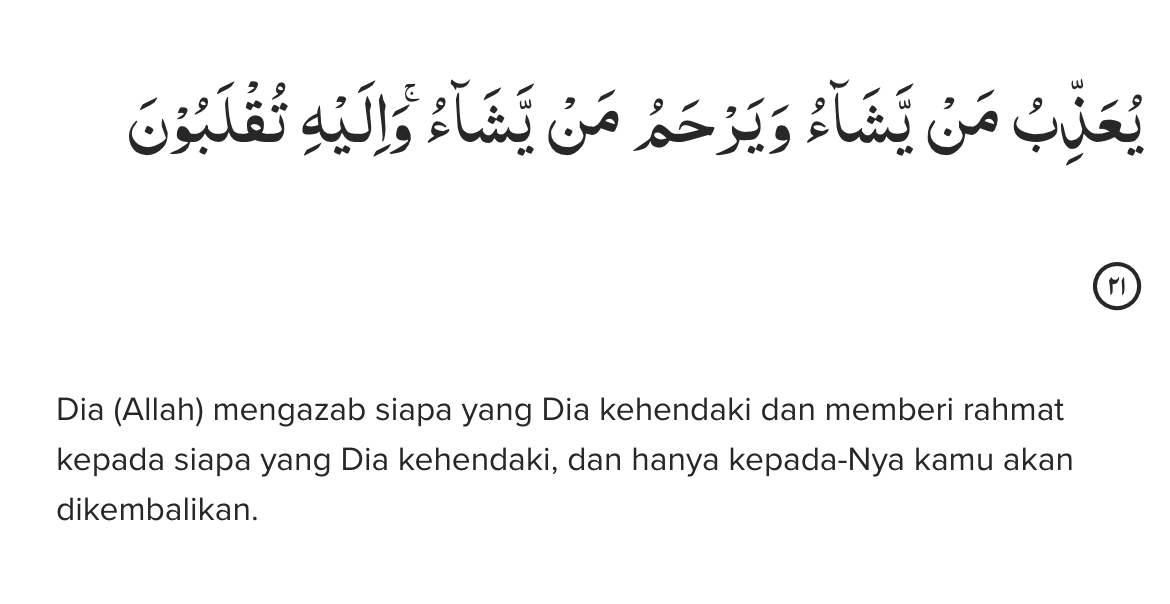 يُعَذِّبُ مَنْ يَّشَاۤءُ وَيَرْحَمُ مَنْ يَّشَاۤءُ ۚوَاِلَيْهِ تُقْلَبُوْنَ
٢١
Dia (Allah) mengazab siapa yang Dia kehendaki dan memberi rahmat
kepada siapa yang Dia kehendaki, dan hanya kepada-Nya kamu akan
dikembalikan.